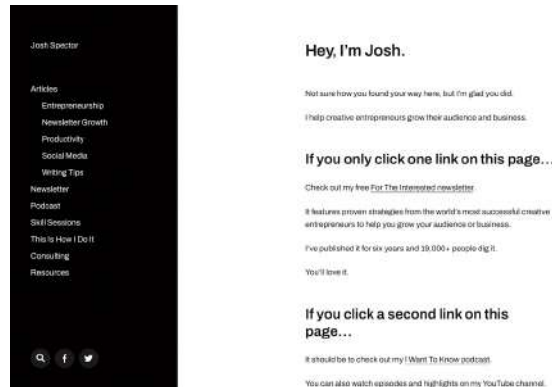 Josh Spector
Articles
Entrepreneurship
Newsletter Growth
Productivity
Social Media
Writing Tips
Newsletter
Podcast
Skill Sessions
This Is How I Do It
Consulting
Resources
Hey, I'm Josh.
Not sure how you found your way here, but I'm glad you did.
I help creative entrepreneurs grow their audience and business.
If you only click one link on this page…
Check out my free For The Interested newsletter.
It features proven strategies from the world's most successful creative
entrepreneurs to help you grow your audience or business.
I've published it for six years and 19,000+ people dig it.
You'll love it.
If you click a second link on this
page…
It should be to check out my I Want To Know podcast.
You can also watch episodes and highlights on my YouTube channel.